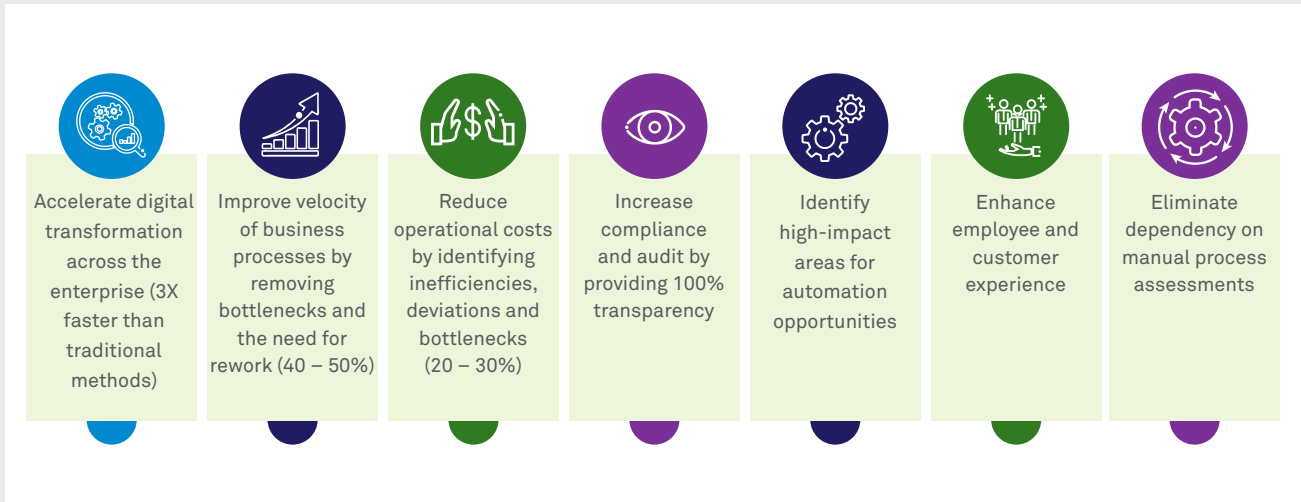 Accelerate digital
transformation
across the
enterprise (3X
faster than
traditional
methods)
Improve velocity
of business
processes by
removing
bottlenecks and
the need for
rework (40 – 50%)
Reduce
operational costs
by identifying
inefficiencies,
deviations and
bottlenecks
(20 – 30%)
Increase
compliance
and audit by
providing 100%
transparency
Identify
high-impact
areas for
automation
opportunities
Enhance
employee and
customer
experience
Eliminate
dependency on
manual process
assessments
$